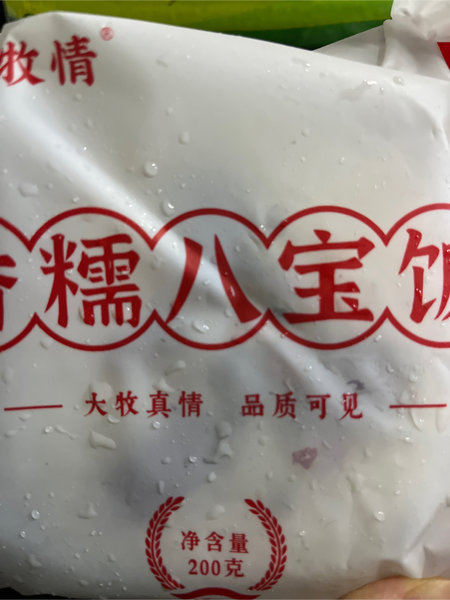 牧情®
香糯八宝饭
大牧真情 品质可见
净含量
200克